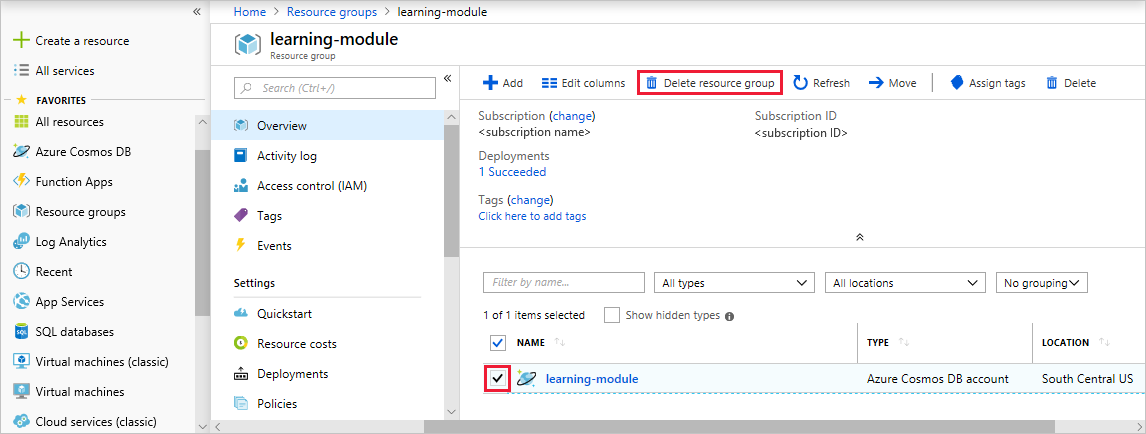 «
Create a resource
All services
FAVORITES
All resources
Azure Cosmos DB
Function Apps
Resource groups
Log Analytics
Recent
App Services
SQL databases
Virtual machines (classic)
Virtual machines
Cloud services (classic)
Home > Resource groups > learning-module
learning-module
Resource group
Search (Ctrl+/)
«
Overview
Activity log
Access control (IAM)
Tags
Events
Settings
Quickstart
Resource costs
Deployments
Policies
Add Edit columns Delete resource group Refresh Move Assign tags Delete
Subscription (change)
<subscription name>
Subscription ID
<subscription ID>
Deployments
1 Succeeded
Tags (change)
Click here to add tags
Filter by name... All types All locations No grouping
1 of 1 items selected Show hidden types
NAME TYPE LOCATION
learning-module Azure Cosmos DB account South Central US